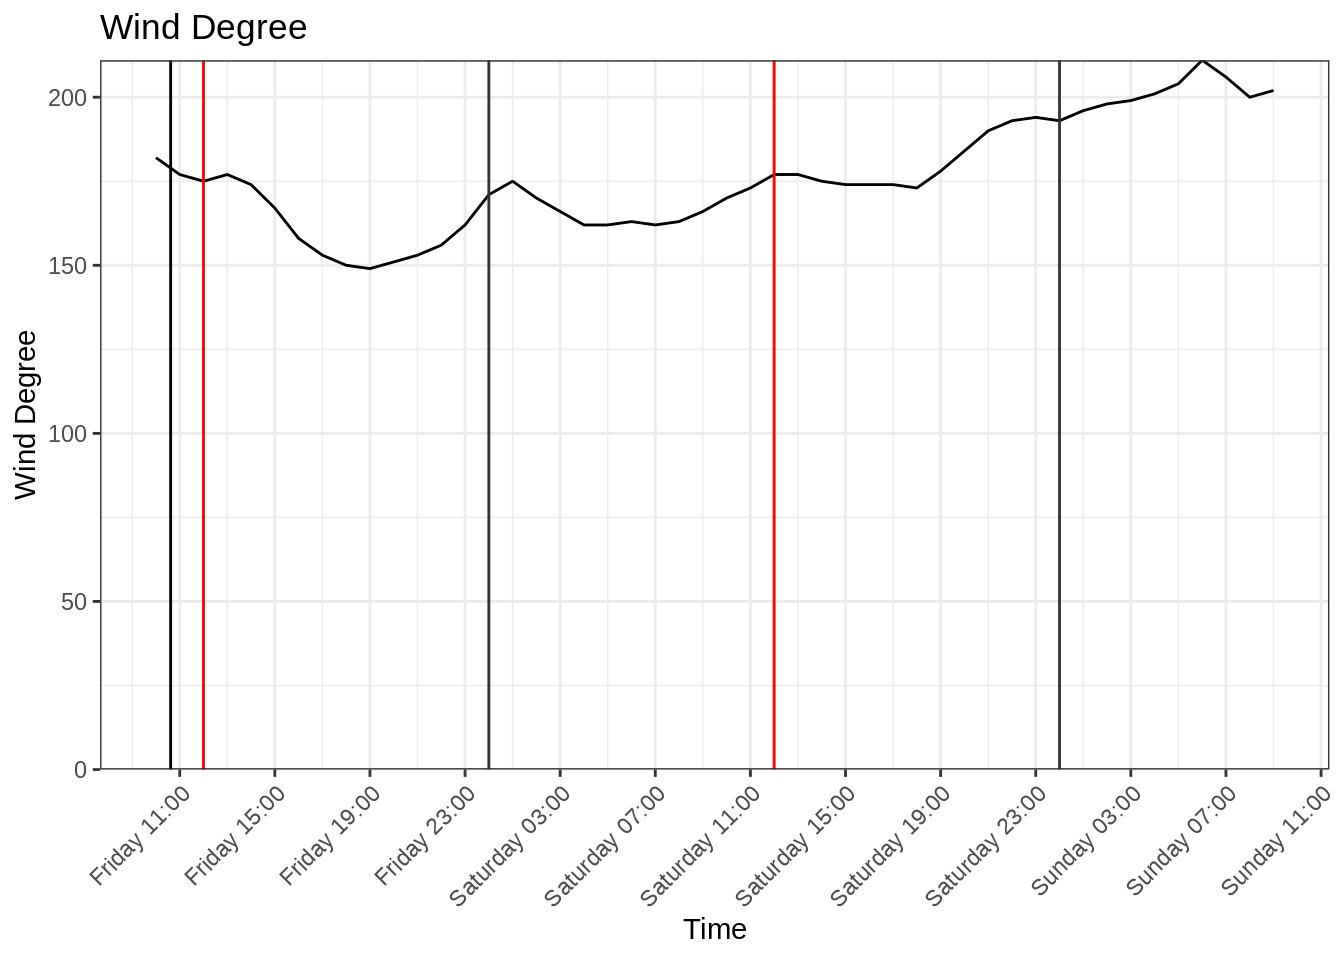 Wind Degree
Wind Degree
200
150
100
50
0
Friday 11:00
Friday 15:00
Friday 19:00
Friday 23:00
Saturday 03:00
Saturday 07:00
Saturday 11:00
Saturday 15:00
Saturday 19:00
Saturday 23:00
Sunday 03:00
Sunday 07:00
Sunday 11:00
Time